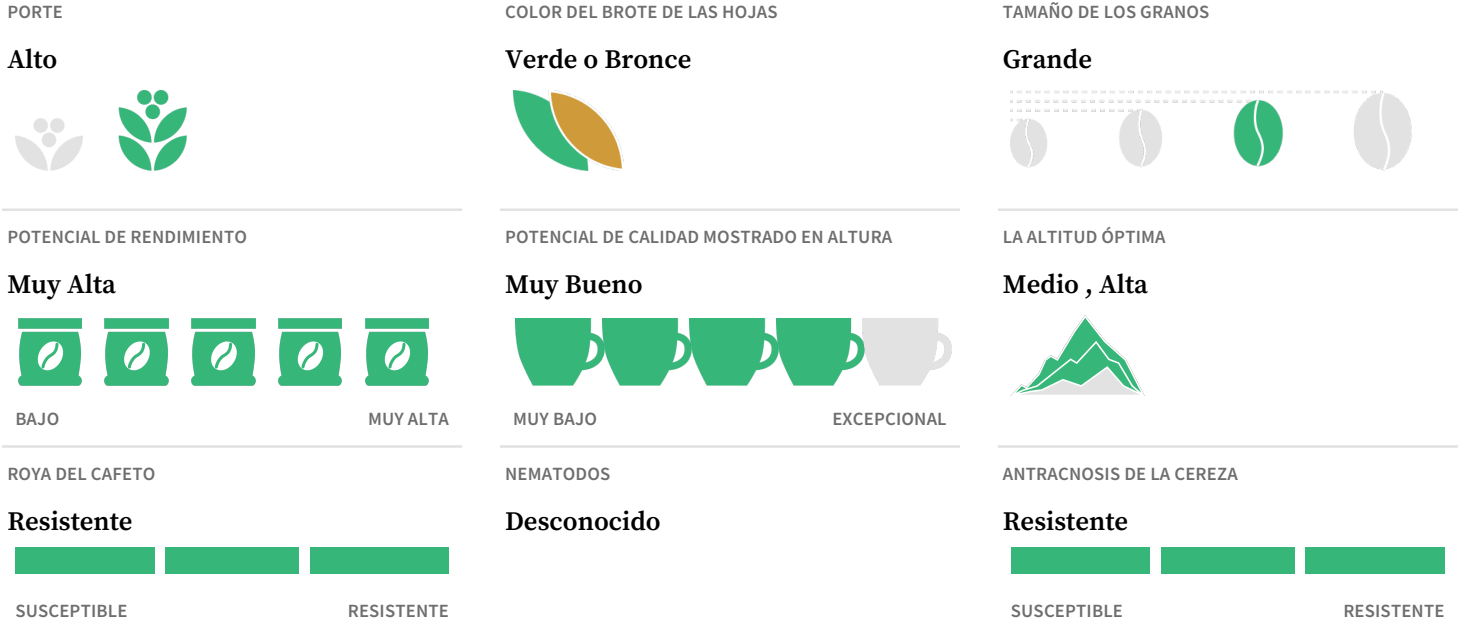 PORTE
Alto
COLOR DEL BROTE DE LAS HOJAS
Verde o Bronce
TAMAÑO DE LOS GRANOS
Grande
POTENCIAL DE RENDIMIENTO
Muy Alta
BAJO
MUY ALTA
POTENCIAL DE CALIDAD MOSTRADO EN ALTURA
Muy Bueno
MUY BAJO
EXCEPCIONAL
LA ALTITUD ÓPTIMA
Medio , Alta
ROYA DEL CAFETO
Resistente
SUSCEPTIBLE
RESISTENTE
NEMATODOS
Desconocido
ANTRACNOSIS DE LA CEREZA
Resistente
SUSCEPTIBLE
RESISTENTE